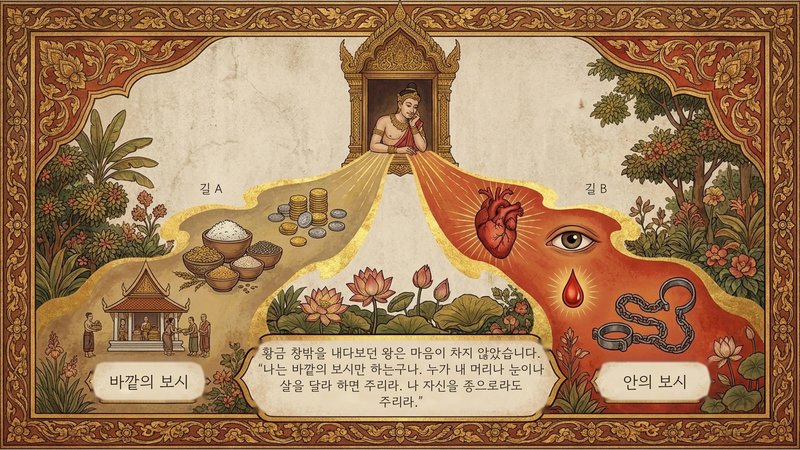 길 A
길 B
황금 창밖을 내다보던 왕은 마음이 차지 않았습니다.
“나는 바깥의 보시만 하는구나. 누가 내 머리나 눈이나
살을 달라 하면 주리라. 나 자신을 종으로라도
주리라.”
바깥의 보시
안의 보시